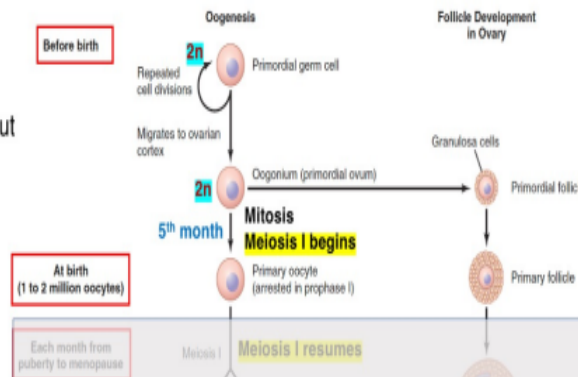 Oogenesis
Follicle Development
in Ovary
Before birth
2n
Primordial germ cell
Repeated
cell divisions
ut
Migrates to ovarian
cortex
Granulosa cells
2n
Oogonium (primordial ovum)
Primordial follic
5th month
Mitosis
Meiosis I begins
At birth
(1 to 2 million oocytes)
Primary oocyte
(arrested in prophase I)
Primary follicle
Each month from
puberty to menopause
Meiosis I
Meiosis I resumes